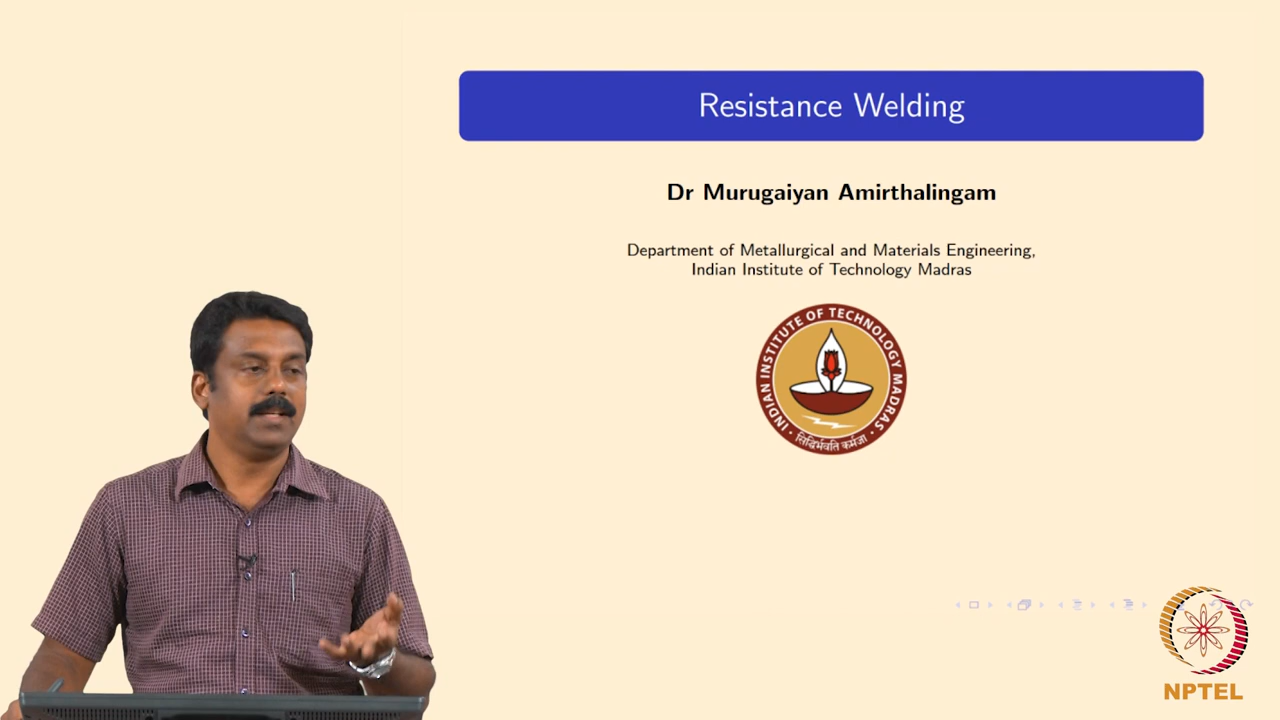 Resistance Welding
Dr Murugaiyan Amirthalingam
Department of Metallurgical and Materials Engineering,
Indian Institute of Technology Madras
INDIAN INSTITUTE OF TECHNOLOGY MADRAS
सिद्धिर्भवति कर्मजा
NPTEL